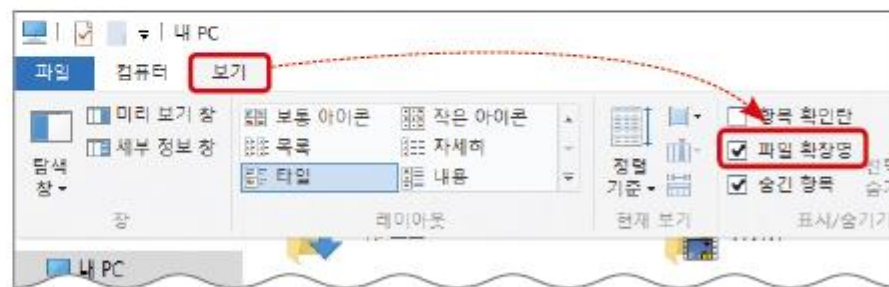 내 PC
파일 컴퓨터 보기
미리 보기 창
세부 정보 창
탐색
창
보통 아이콘 작은 아이콘
목록 자세히
타일 내용
정렬
기준
항목 확인란
파일 확장명
숨긴 항목
창 레이아웃 현재 보기 표시/숨기기
내 PC